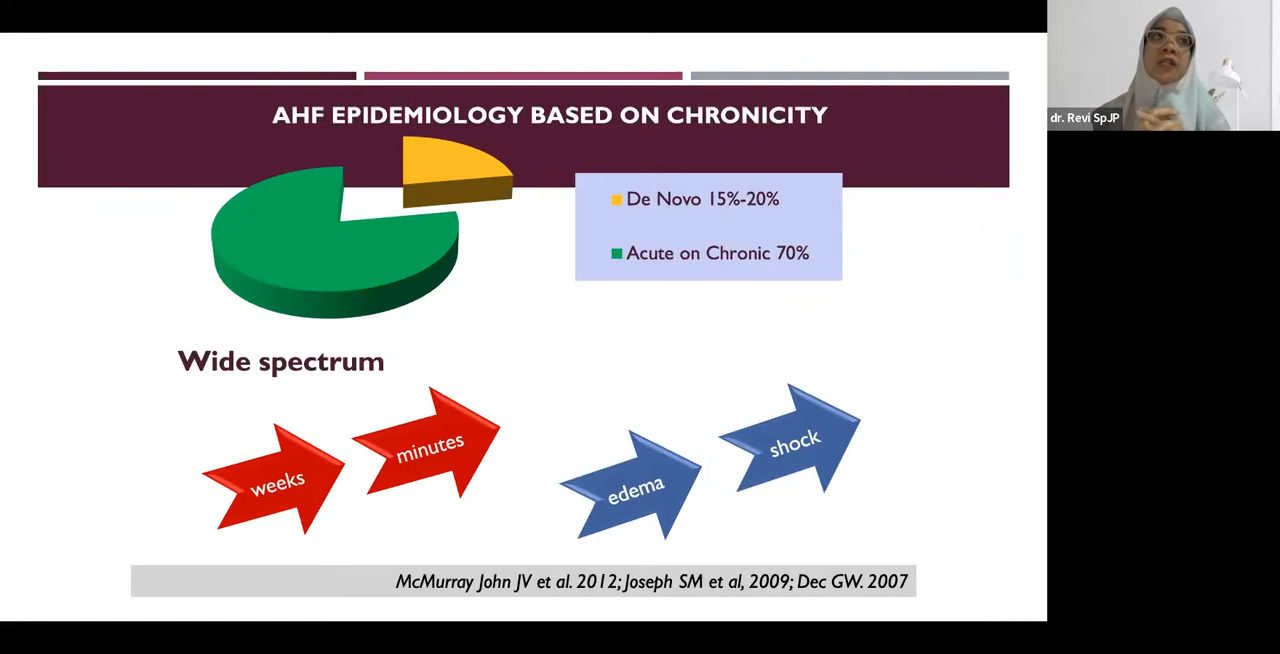 AHF EPIDEMIOLOGY BASED ON CHRONICITY
De Novo 15%-20%
Acute on Chronic 70%
Wide spectrum
weeks
minutes
edema
shock
McMurray John JV et al. 2012; Joseph SM et al, 2009; Dec GW. 2007
dr. Revi SpJP